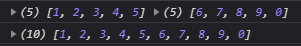 ▶ (5) [1, 2, 3, 4, 5] ▶ (5) [6, 7, 8, 9, 0]
▶ (10) [1, 2, 3, 4, 5, 6, 7, 8, 9, 0]